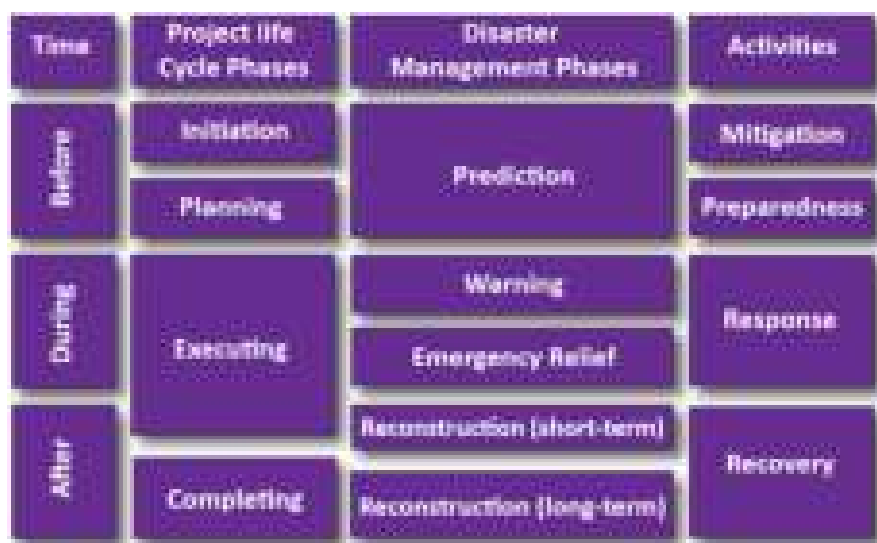 Time
Project life
Cycle Phases
Disaster
Management Phases
Activities
Before
Initiation
Prediction
Mitigation
Planning
Preparedness
During
Executing
Warning
Response
Emergency Relief
After
Reconstruction (short-term)
Recovery
Completing
Reconstruction (long-term)